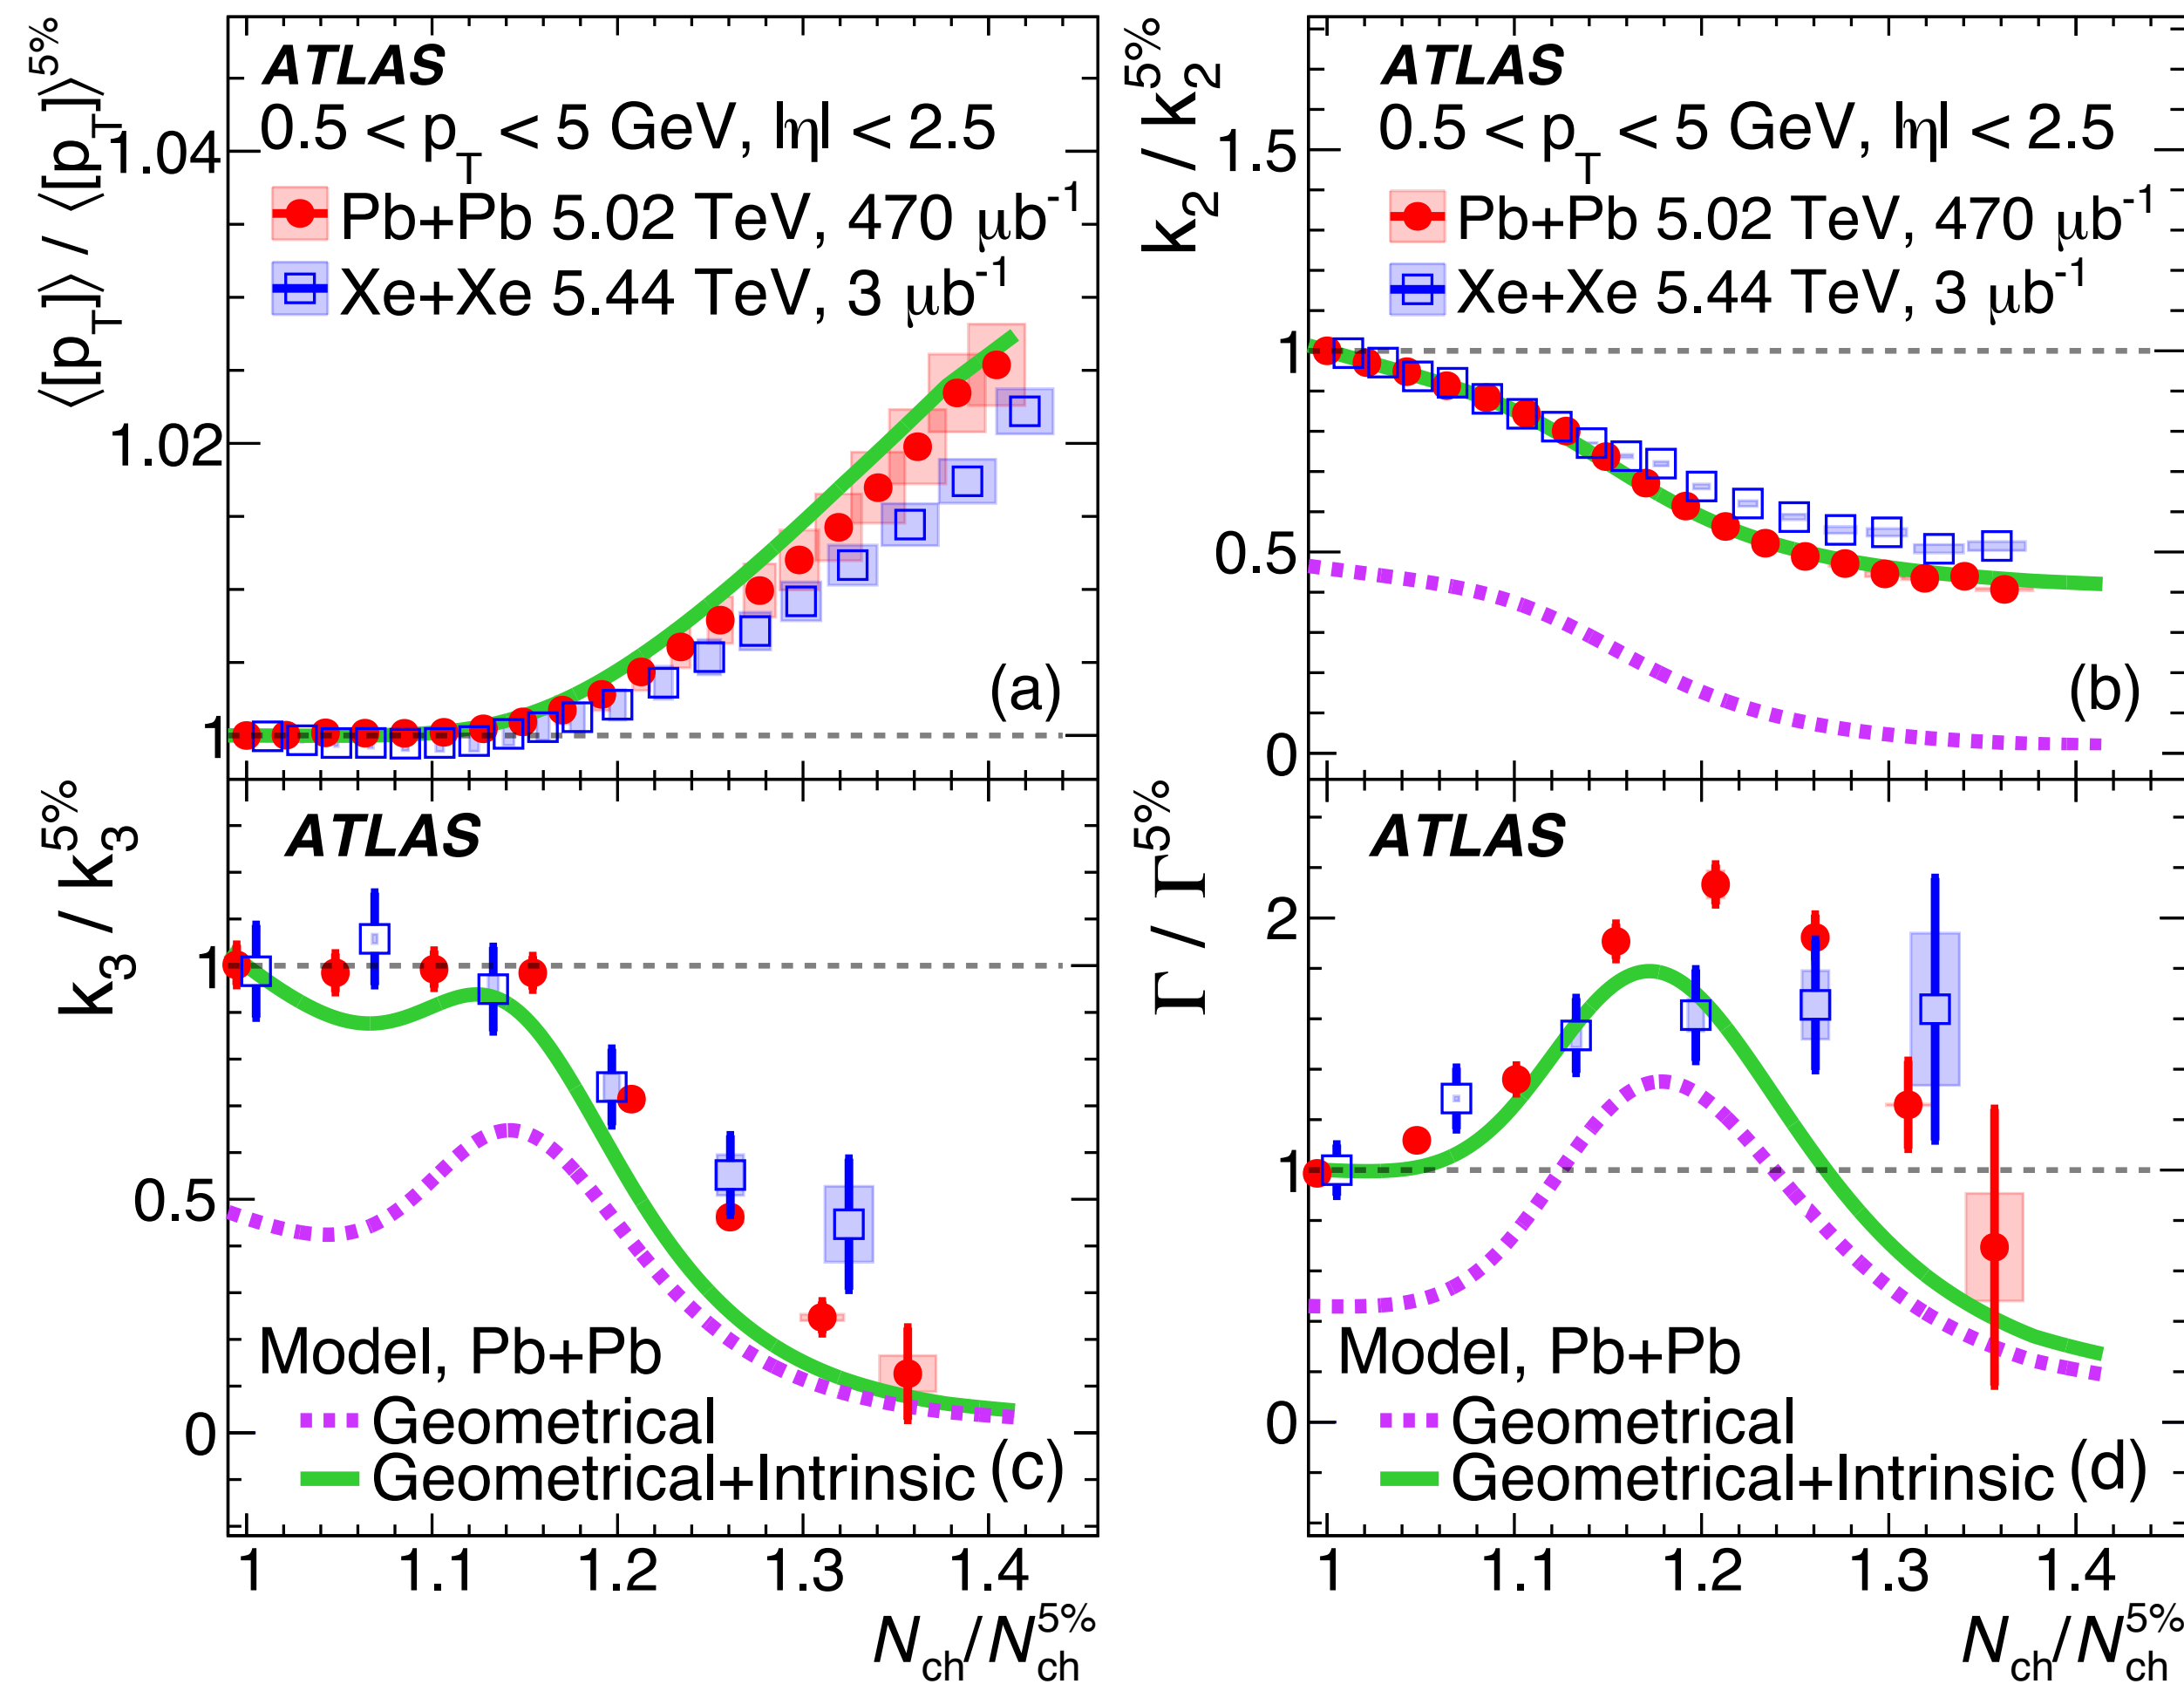 ⟨[p_T]⟩ / ⟨[p_T]⟩^5%
ATLAS
0.5 < p_T < 5 GeV, |η| < 2.5
Pb+Pb 5.02 TeV, 470 μb^-1
Xe+Xe 5.44 TeV, 3 μb^-1
1.04
1.02
1
(a)
k_2 / k_2^5%
ATLAS
0.5 < p_T < 5 GeV, |η| < 2.5
Pb+Pb 5.02 TeV, 470 μb^-1
Xe+Xe 5.44 TeV, 3 μb^-1
1.5
1
0.5
0
(b)
k_3 / k_3^5%
ATLAS
1
0.5
0
Model, Pb+Pb
Geometrical
Geometrical+Intrinsic (c)
1 1.1 1.2 1.3 1.4
N_ch/N_ch^5%
Γ / Γ^5%
ATLAS
2
1
0
Model, Pb+Pb
Geometrical
Geometrical+Intrinsic (d)
1 1.1 1.2 1.3 1.4
N_ch/N_ch^5%